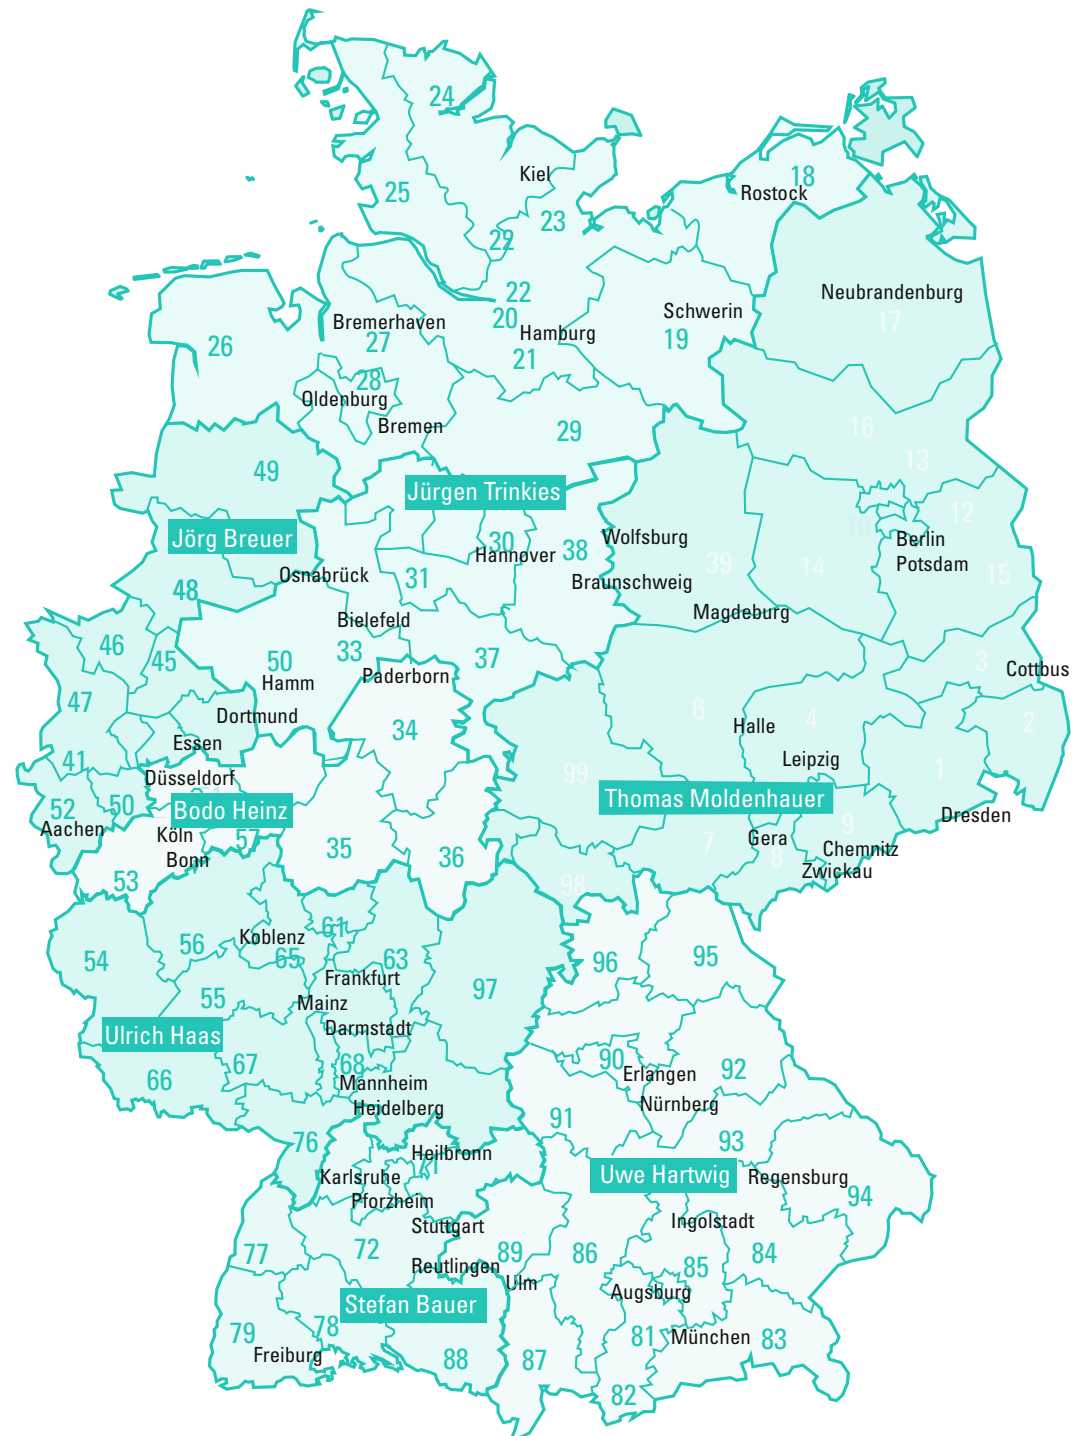 24
Kiel
18
Rostock
25
23
22
22
20
Hamburg
21
Schwerin
19
Neubrandenburg
17
Bremerhaven
27
26
28
Oldenburg
Bremen
29
16
13
49
Jürgen Trinkies
Jörg Breuer
30
Hannover
38
Wolfsburg
Braunschweig
39
Magdeburg
14
10
12
Berlin
Potsdam
15
Osnabrück
31
48
Bielefeld
33
37
46
45
50
Hamm
Paderborn
34
47
Dortmund
Essen
3
Cottbus
2
6
4
Halle
Leipzig
1
99
Thomas Moldenhauer
Dresden
41
Düsseldorf
52
50
Bodo Heinz
Aachen
Köln
57
Bonn
53
35
36
7
Gera
8
9
Chemnitz
Zwickau
98
61
56
Koblenz
65
54
63
Frankfurt
97
96
95
55
Mainz
Darmstadt
Ulrich Haas
67
68
66
Mannheim
Heidelberg
90
Erlangen
92
Nürnberg
91
93
76
Heilbronn
71
Karlsruhe
Pforzheim
Uwe Hartwig
Regensburg
94
Stuttgart
Ingolstadt
77
72
89
86
85
84
Reutlingen
Ulm
Augsburg
Stefan Bauer
79
78
Freiburg
88
87
81
München
83
82